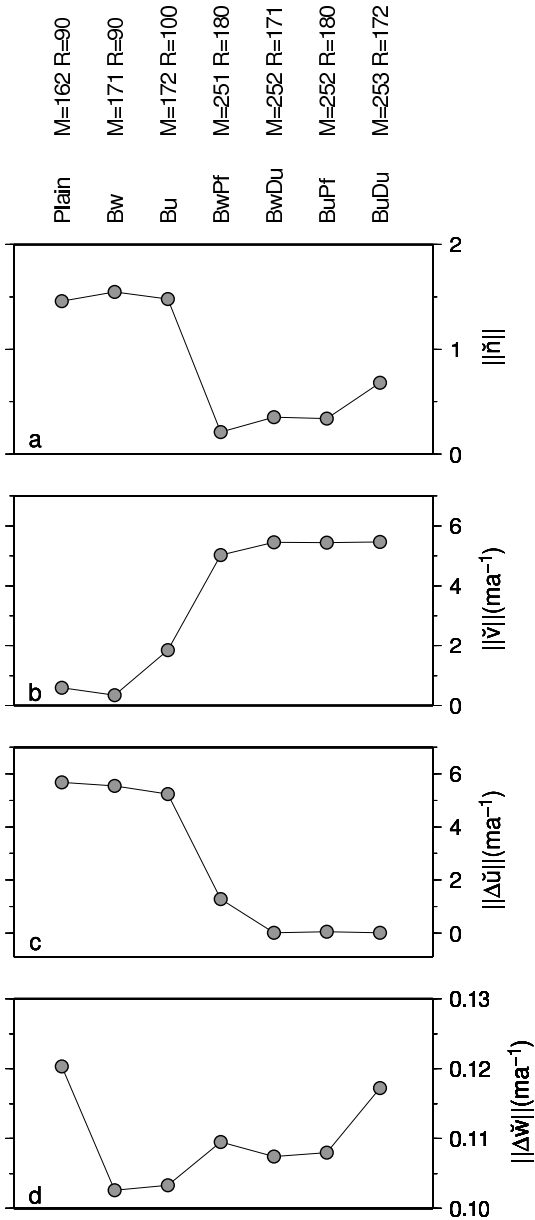 M=162 R=90
M=171 R=90
M=172 R=100
M=251 R=180
M=252 R=171
M=252 R=180
M=253 R=172
Plain
Bw
Bu
BwPf
BwDu
BuPf
BuDu
2
1
0
||ň||
a
6
4
2
0
||v̌||(ma⁻¹)
b
6
4
2
0
||Δǔ||(ma⁻¹)
c
0.13
0.12
0.11
0.10
||Δw̌||(ma⁻¹)
d